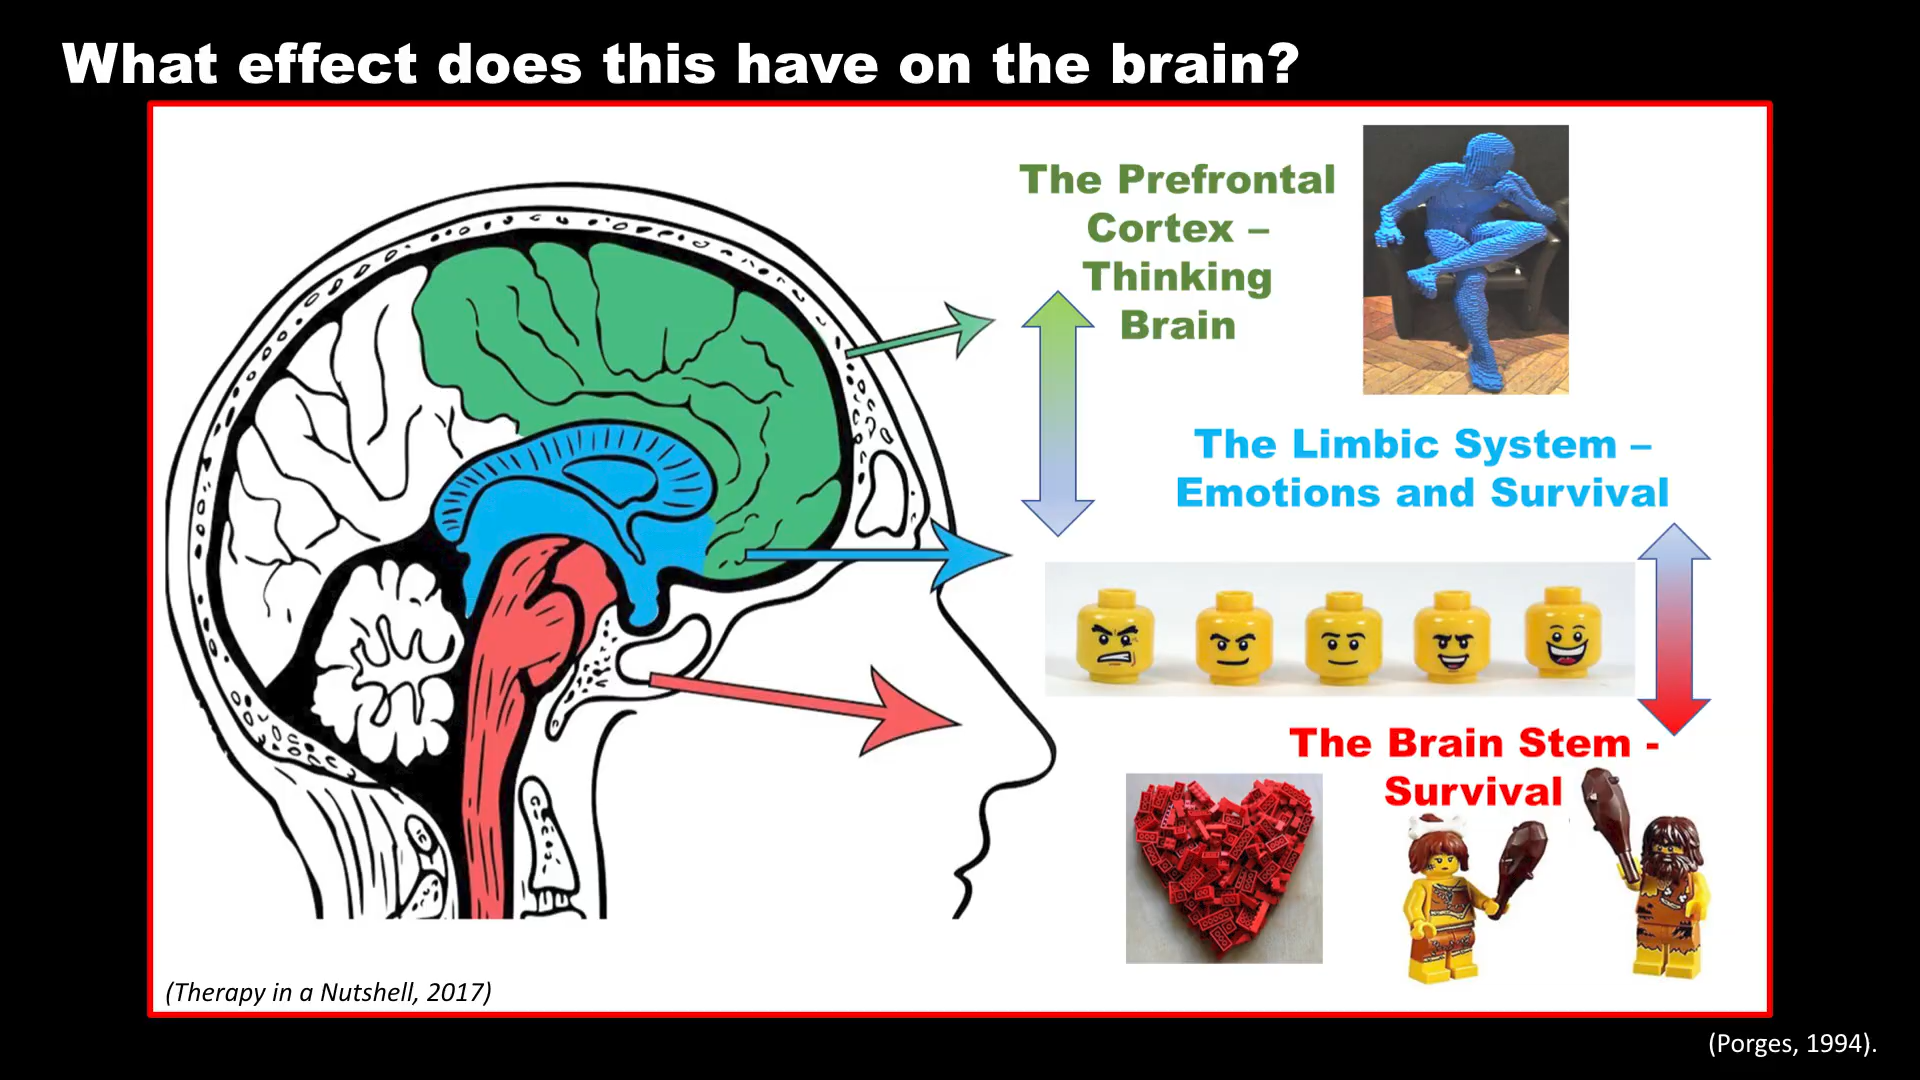 What effect does this have on the brain?
The Prefrontal
Cortex –
Thinking
Brain
The Limbic System –
Emotions and Survival
The Brain Stem -
Survival
(Therapy in a Nutshell, 2017)
(Porges, 1994).